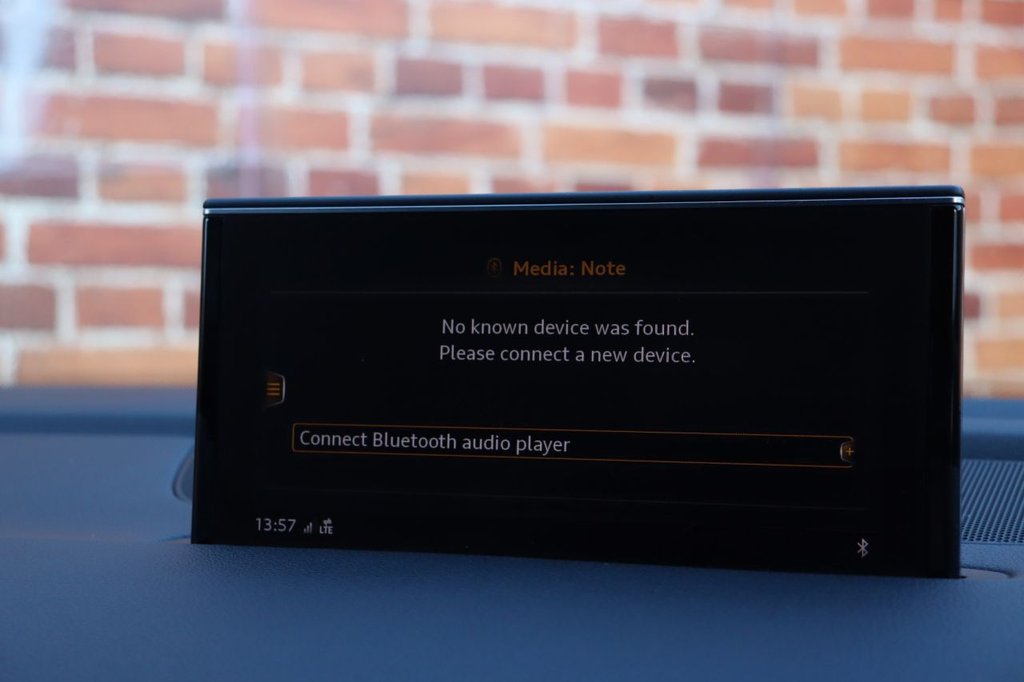 Media: Note
No known device was found.
Please connect a new device.
Connect Bluetooth audio player
13:57 LTE